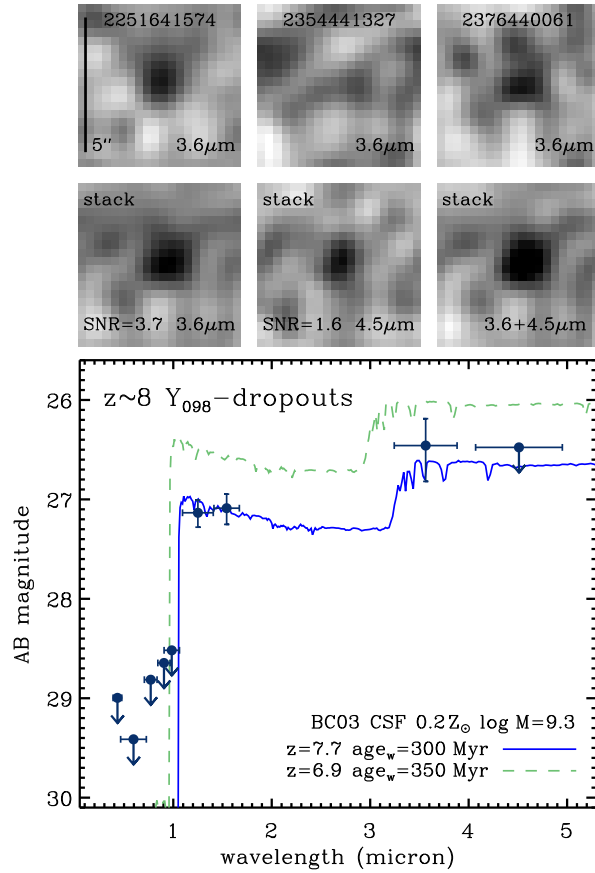 2251641574 2354441327 2376440061
5″ 3.6μm 3.6μm 3.6μm
stack stack
SNR=3.7 3.6μm SNR=1.6 4.5μm 3.6+4.5μm
z~8 Y₀₉₈−dropouts
26
27
28
29
30
AB magnitude
BC03 CSF 0.2Z☉ log M=9.3
z=7.7 age_w=300 Myr
z=6.9 age_w=350 Myr
1 2 3 4 5
wavelength (micron)